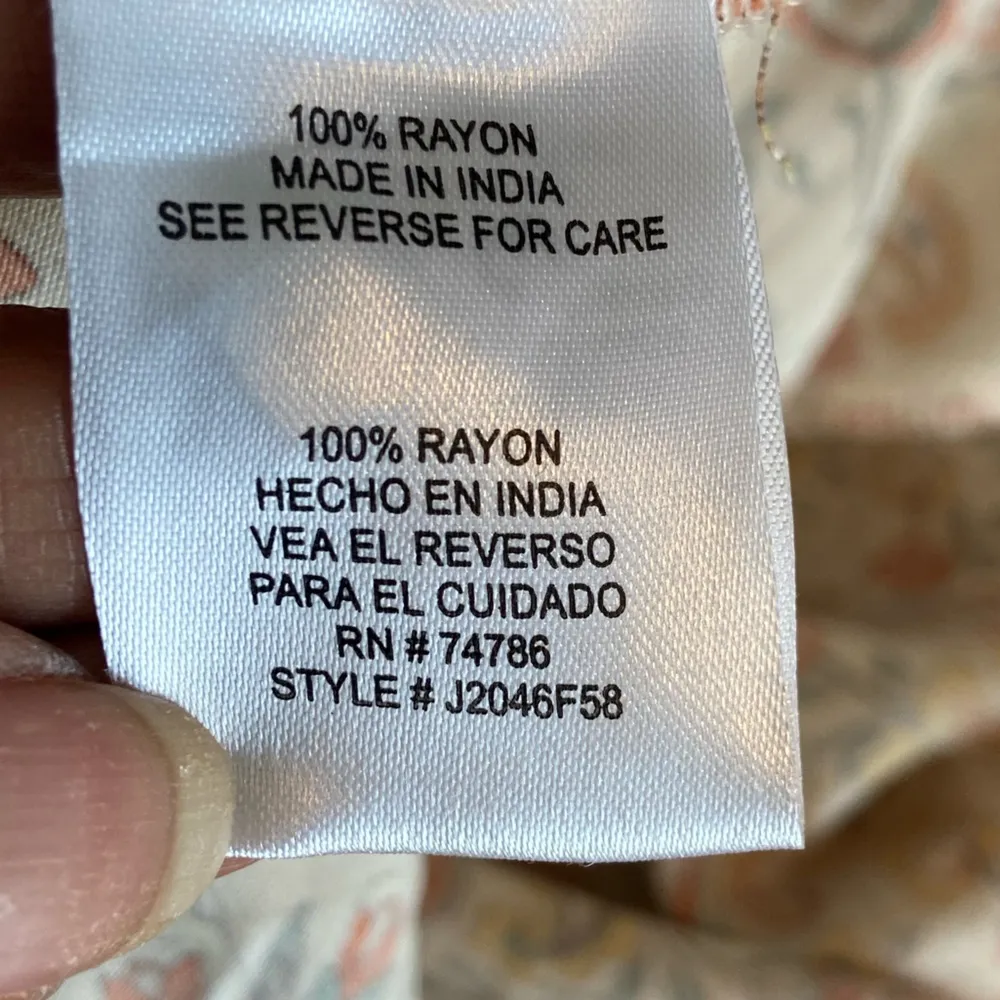 100% RAYON
MADE IN INDIA
SEE REVERSE FOR CARE
100% RAYON
HECHO EN INDIA
VEA EL REVERSO
PARA EL CUIDADO
RN # 74786
STYLE # J2046F58